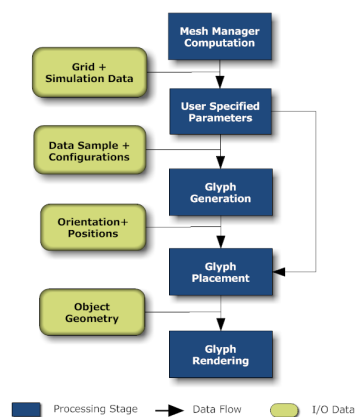 Mesh Manager
Computation
Grid +
Simulation Data
User Specified
Parameters
Data Sample +
Configurations
Glyph
Generation
Orientation+
Positions
Glyph
Placement
Object
Geometry
Glyph
Rendering
Processing Stage
Data Flow
I/O Data